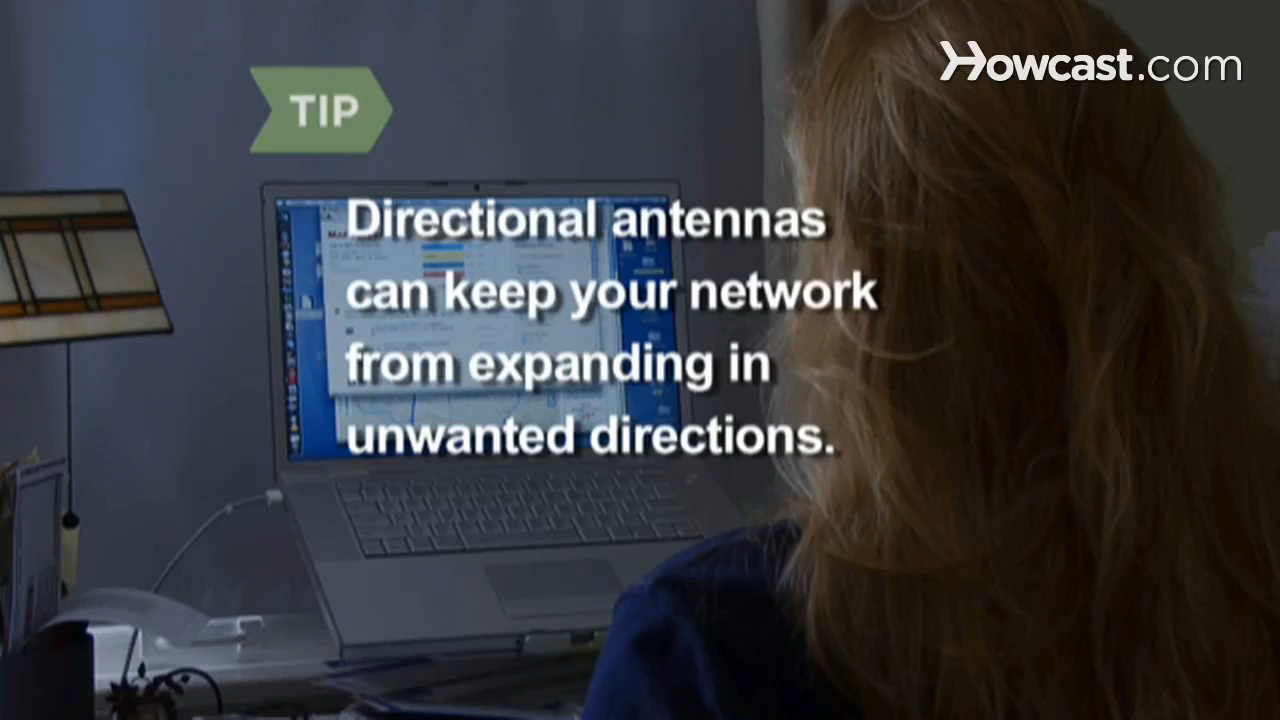 Howcast.com
TIP
Directional antennas
can keep your network
from expanding in
unwanted directions.